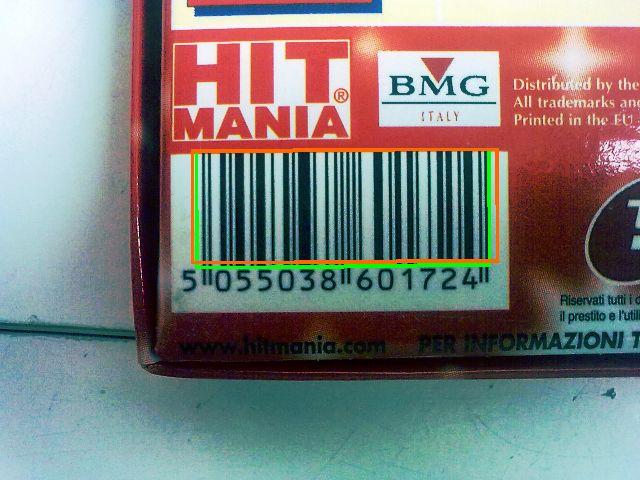 HIT
MANIA®
BMG
ITALY
Distributed by the
All trademarks and
Printed in the EU
5 055038 601724
Riservati tutti i d
il prestito e l'util
www.hitmania.com
PER INFORMAZIONI T